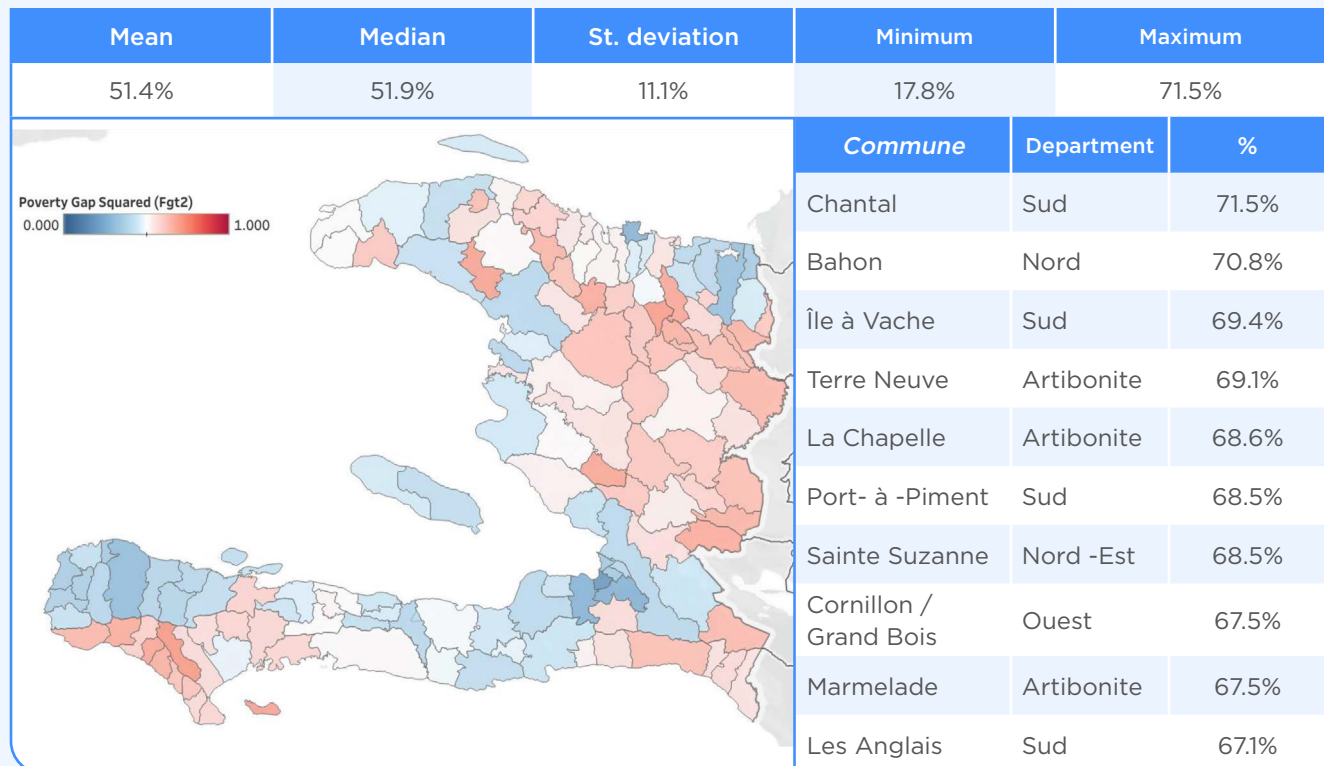 Mean Median St. deviation Minimum Maximum
51.4% 51.9% 11.1% 17.8% 71.5%
Poverty Gap Squared (Fgt2)
0.000 1.000
Commune Department %
Chantal Sud 71.5%
Bahon Nord 70.8%
Île à Vache Sud 69.4%
Terre Neuve Artibonite 69.1%
La Chapelle Artibonite 68.6%
Port- à -Piment Sud 68.5%
Sainte Suzanne Nord -Est 68.5%
Cornillon /
Grand Bois Ouest 67.5%
Marmelade Artibonite 67.5%
Les Anglais Sud 67.1%